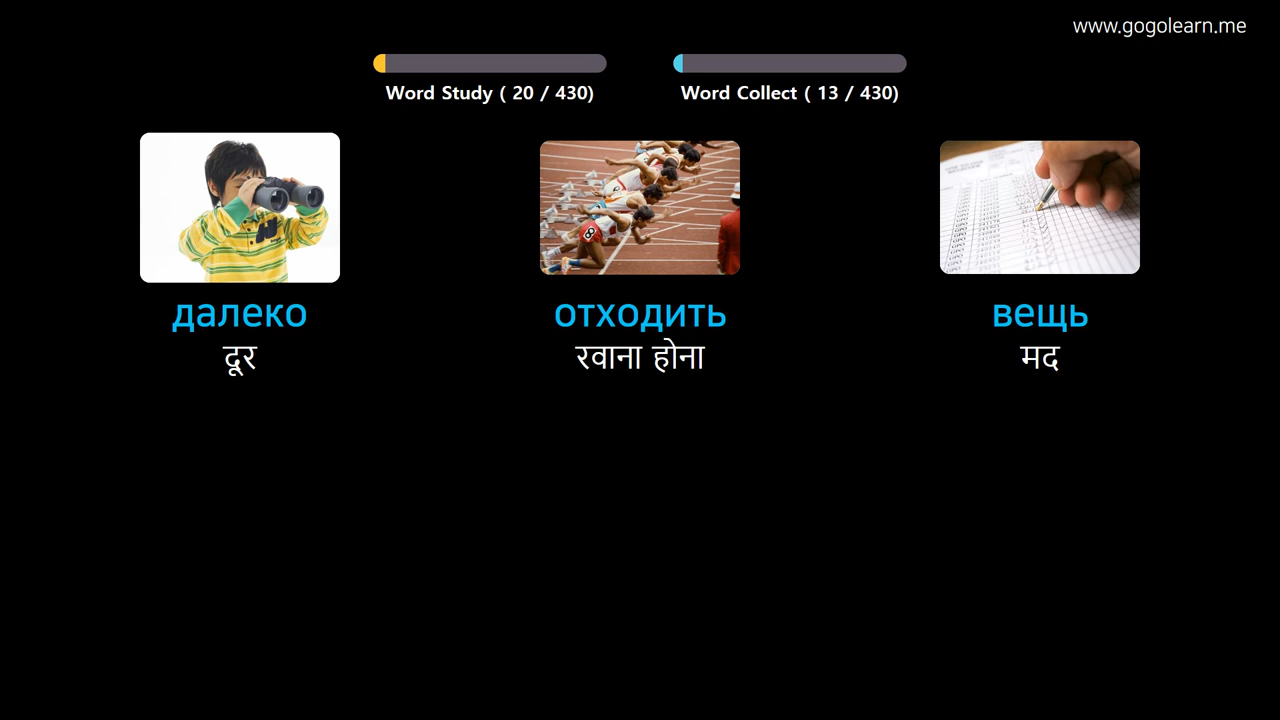 www.gogolearn.me
Word Study ( 20 / 430)
Word Collect ( 13 / 430)
далеко
दूर
отходить
रवाना होना
вещь
मद